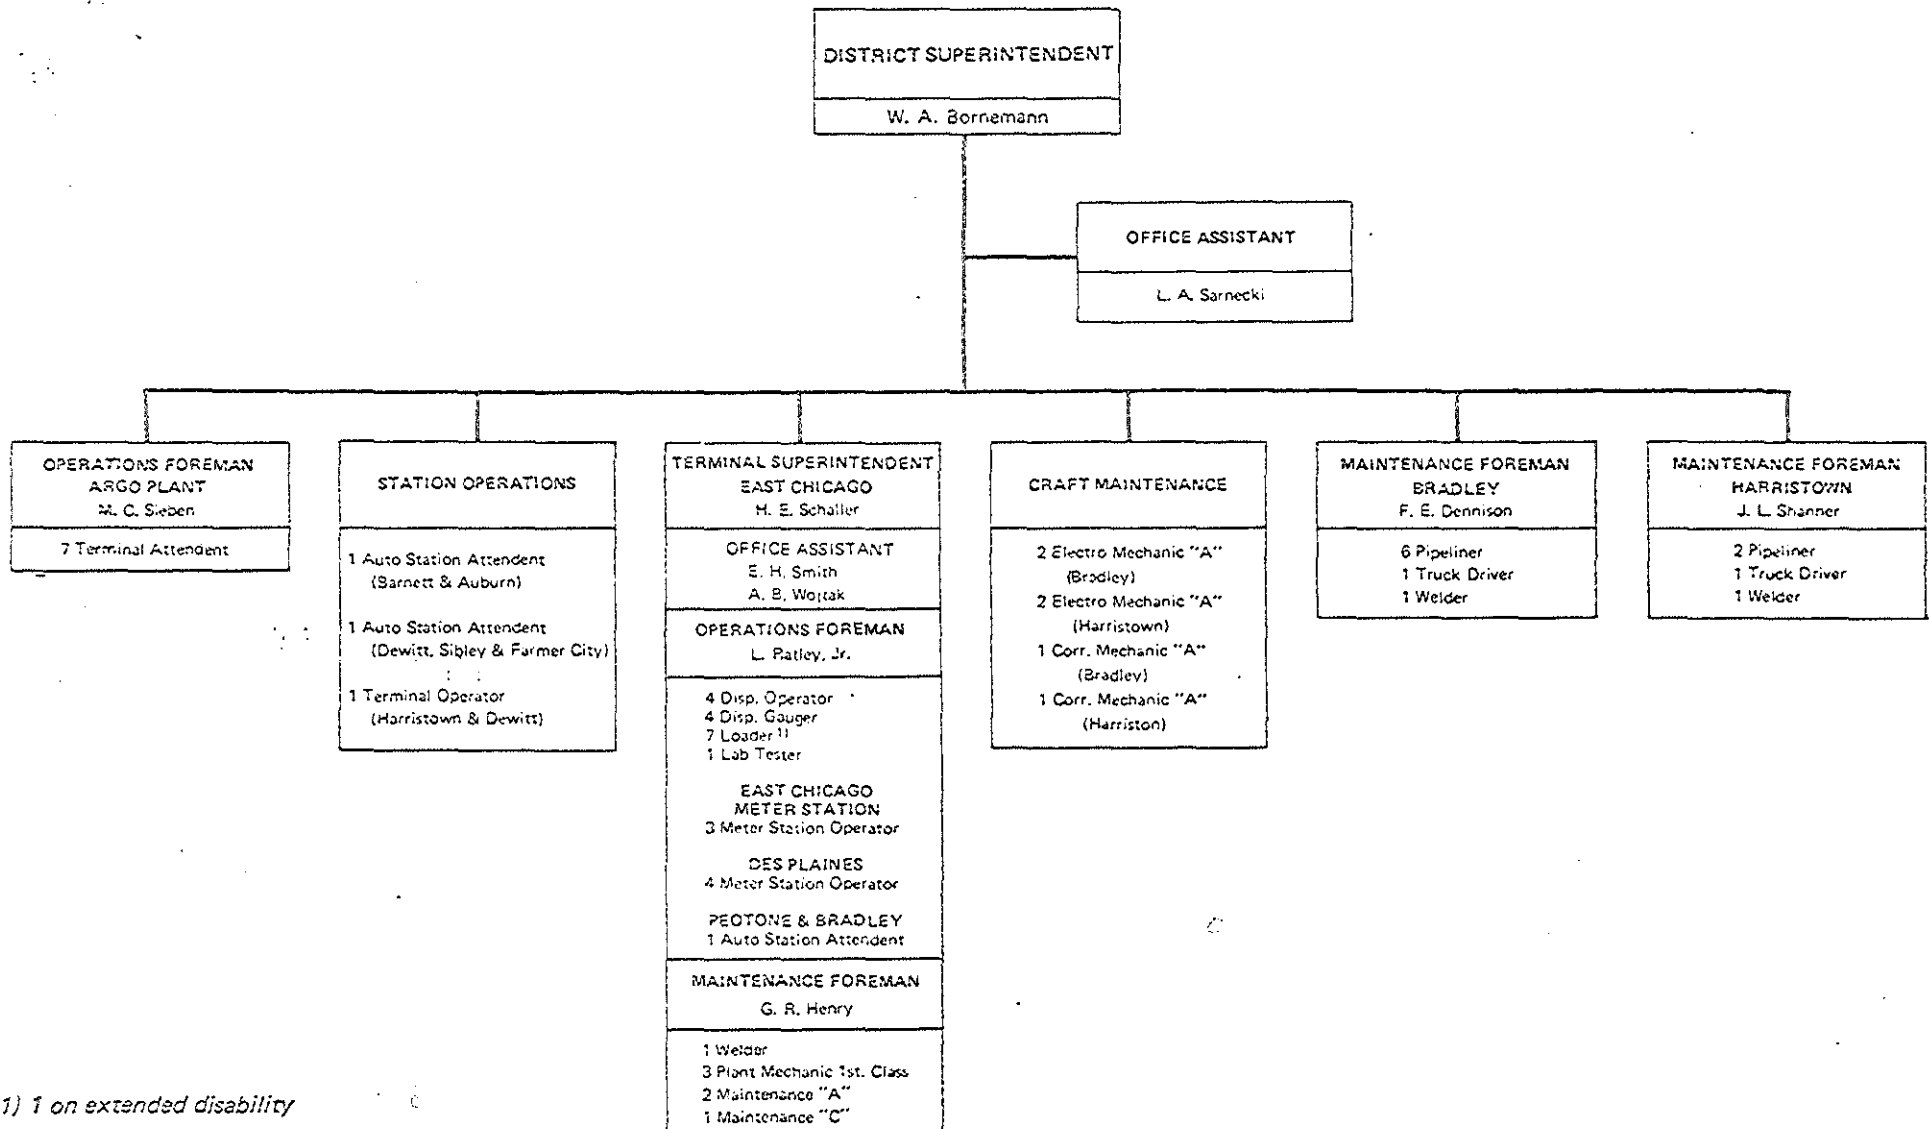 DISTRICT SUPERINTENDENT
W. A. Bornemann
OFFICE ASSISTANT
L. A. Sarnecki
OPERATIONS FOREMAN
ARGO PLANT
M. C. Sieben
7 Terminal Attendent
STATION OPERATIONS
1 Auto Station Attendent
(Barnett & Auburn)
1 Auto Station Attendent
(Dewitt, Sibley & Farmer City)
1 Terminal Operator
(Harristown & Dewitt)
TERMINAL SUPERINTENDENT
EAST CHICAGO
H. E. Schaller
OFFICE ASSISTANT
E. H. Smith
A. B. Wojtak
OPERATIONS FOREMAN
L. Jr.
4 Disp. Operator
4 Disp. Gauger
7 Loader 1)
1 Lab Tester
EAST CHICAGO
METER STATION
3 Meter Station Operator
DES PLAINES
4 Meter Station Operator
PEOTONE & BRADLEY
1 Auto Station Attendent
MAINTENANCE FOREMAN
G. R. Henry
1 Welder
3 Plant Mechanic 1st. Class
2 Maintenance "A"
1 Maintenance "C"
CRAFT MAINTENANCE
2 Electro Mechanic "A"
(Bradley)
2 Electro Mechanic "A"
(Harristown)
1 Corr. Mechanic "A"
(Bradley)
1 Corr. Mechanic "A"
(Harriston)
MAINTENANCE FOREMAN
BRADLEY
F. E. Dennison
6 Pipeliner
1 Truck Driver
1 Welder
MAINTENANCE FOREMAN
HARRISTOWN
J. L. Shanner
2 Pipeliner
1 Truck Driver
1 Welder
1) 1 on extended disability